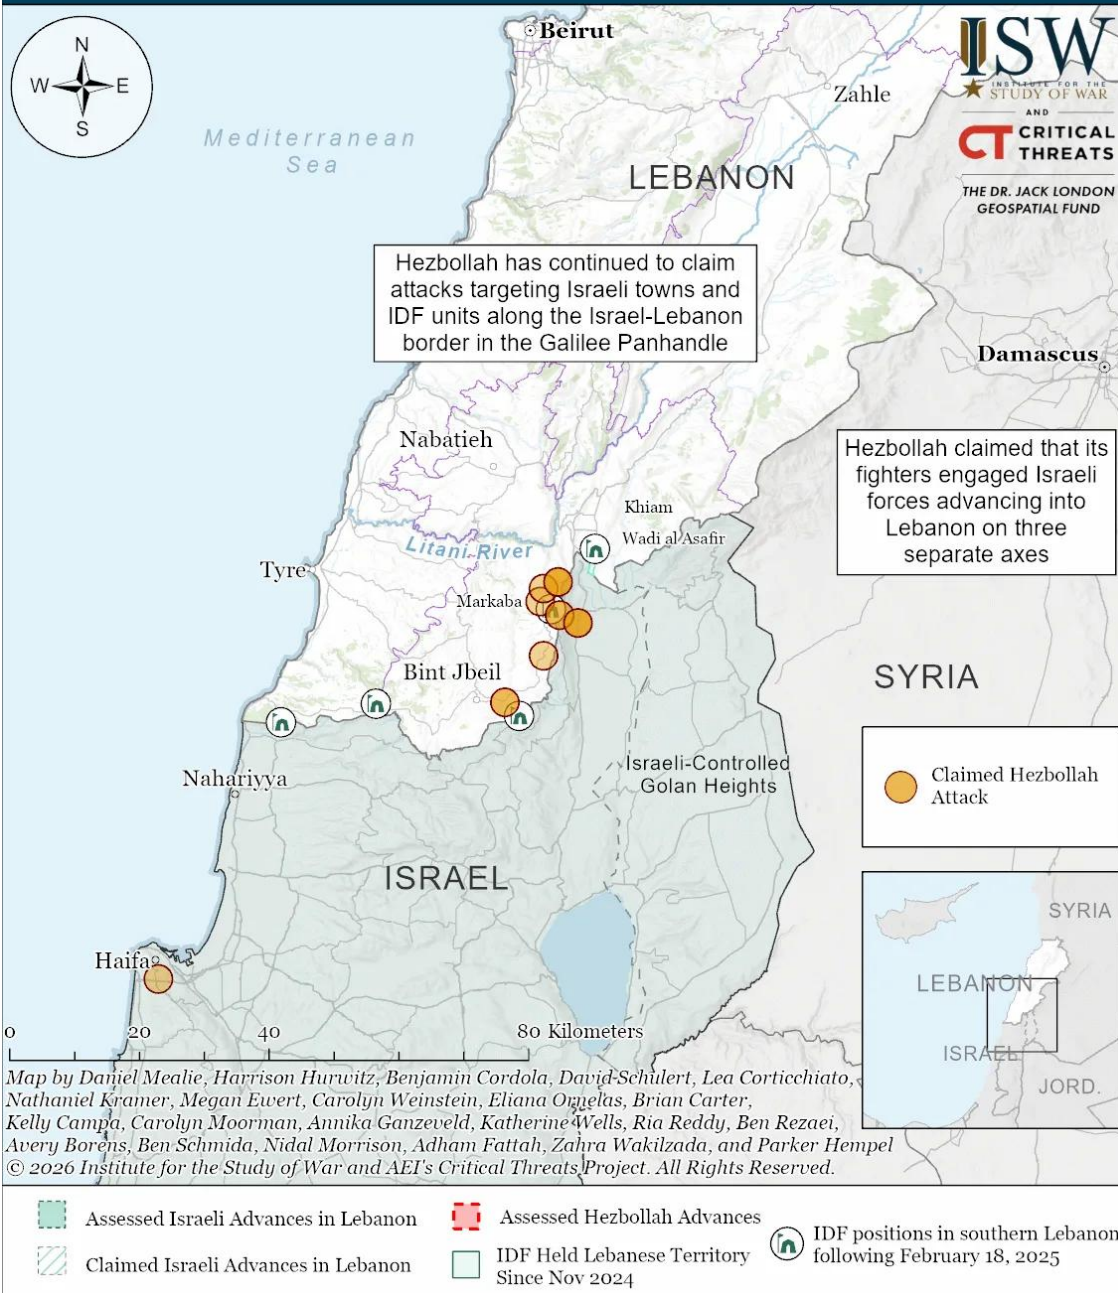 N
W
E
S
Beirut
Zahle
ISW
INSTITUTE FOR THE
STUDY OF WAR
AND
CT CRITICAL
THREATS
THE DR. JACK LONDON
GEOSPATIAL FUND
Mediterranean
Sea
LEBANON
Hezbollah has continued to claim
attacks targeting Israeli towns and
IDF units along the Israel-Lebanon
border in the Galilee Panhandle
Damascus
Nabatieh
Hezbollah claimed that its
fighters engaged Israeli
forces advancing into
Lebanon on three
separate axes
Khiam
Wadi al Asafir
Litani River
Tyre
Markaba
Bint Jbeil
SYRIA
Israeli-Controlled
Golan Heights
Nahariyya
Claimed Hezbollah
Attack
ISRAEL
Haifa
SYRIA
LEBANON
ISRAEL
JORD.
0 20 40 80 Kilometers
Map by Daniel Mealie, Harrison Hurwitz, Benjamin Cordola, David Schulert, Lea Corticchiato,
Nathaniel Kramer, Megan Ewert, Carolyn Weinstein, Eliana Ornelas, Brian Carter,
Kelly Campa, Carolyn Moorman, Annika Ganzeveld, Katherine Wells, Ria Reddy, Ben Rezaei,
Avery Borens, Ben Schmida, Nidal Morrison, Adham Fattah, Zahra Wakilzada, and Parker Hempel
© 2026 Institute for the Study of War and AEI's Critical Threats Project. All Rights Reserved.
Assessed Israeli Advances in Lebanon
Claimed Israeli Advances in Lebanon
Assessed Hezbollah Advances
IDF Held Lebanese Territory
Since Nov 2024
IDF positions in southern Lebanon
following February 18, 2025